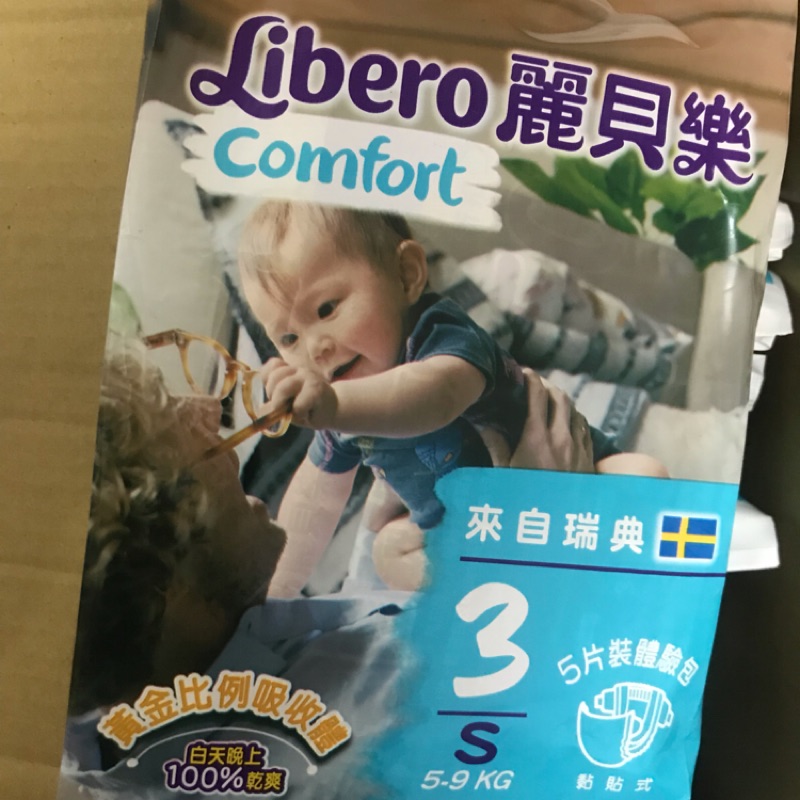 Libero 麗貝樂
Comfort
來自瑞典
3
S
5-9 KG
5片裝體驗包
黏貼式
黃金比例吸收體
白天晚上
100%乾爽